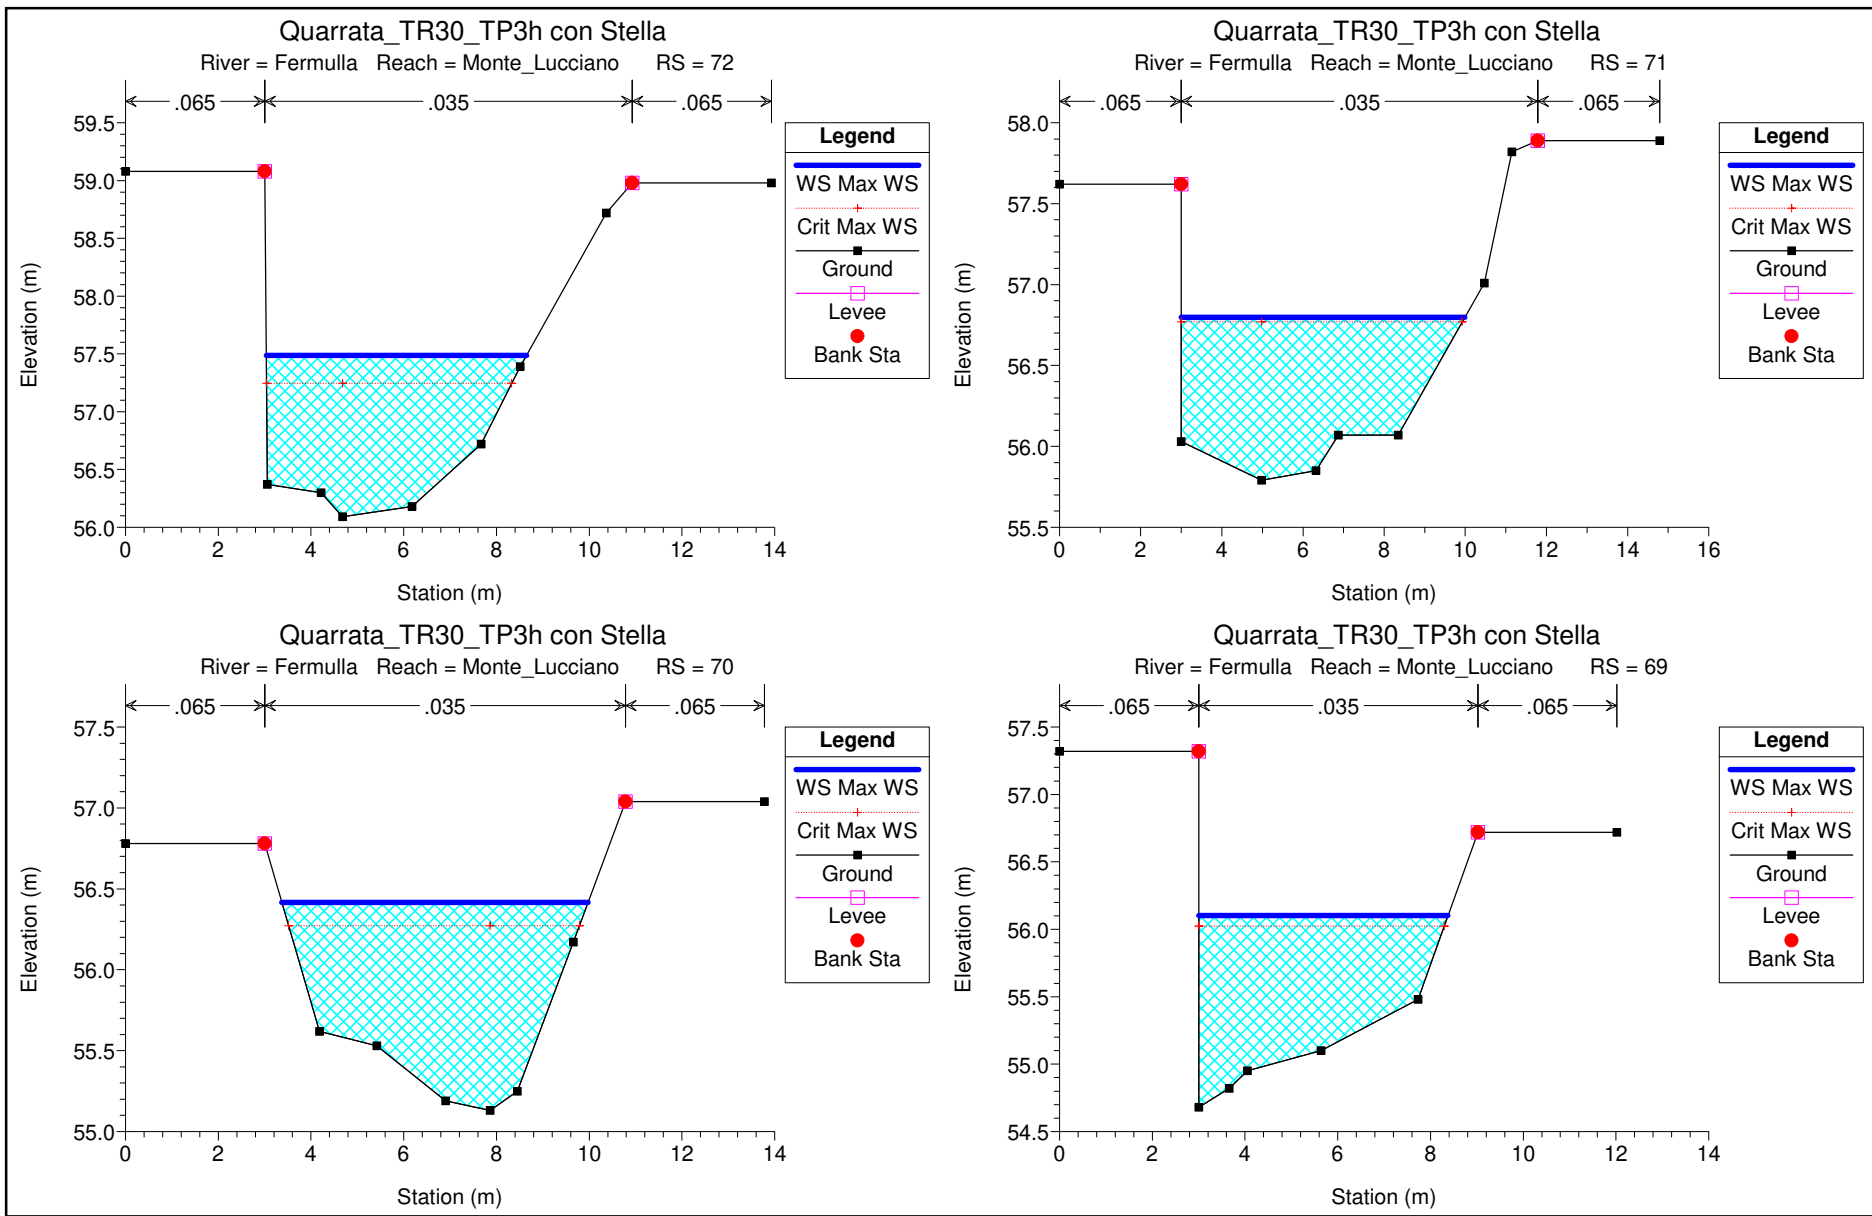 Quarrata_TR30_TP3h con Stella
River = Fermulla Reach = Monte_Lucciano RS = 72
.065 .035 .065
59.5
59.0
58.5
58.0
57.5
57.0
56.5
56.0
Elevation (m)
0 2 4 6 8 10 12 14
Station (m)
Legend
WS Max WS
Crit Max WS
Ground
Levee
Bank Sta
Quarrata_TR30_TP3h con Stella
River = Fermulla Reach = Monte_Lucciano RS = 71
.065 .035 .065
58.0
57.5
57.0
56.5
56.0
55.5
Elevation (m)
0 2 4 6 8 10 12 14 16
Station (m)
Legend
WS Max WS
Crit Max WS
Ground
Levee
Bank Sta
Quarrata_TR30_TP3h con Stella
River = Fermulla Reach = Monte_Lucciano RS = 70
.065 .035 .065
57.5
57.0
56.5
56.0
55.5
55.0
Elevation (m)
0 2 4 6 8 10 12 14
Station (m)
Legend
WS Max WS
Crit Max WS
Ground
Levee
Bank Sta
Quarrata_TR30_TP3h con Stella
River = Fermulla Reach = Monte_Lucciano RS = 69
.065 .035 .065
57.5
57.0
56.5
56.0
55.5
55.0
54.5
Elevation (m)
0 2 4 6 8 10 12 14
Station (m)
Legend
WS Max WS
Crit Max WS
Ground
Levee
Bank Sta